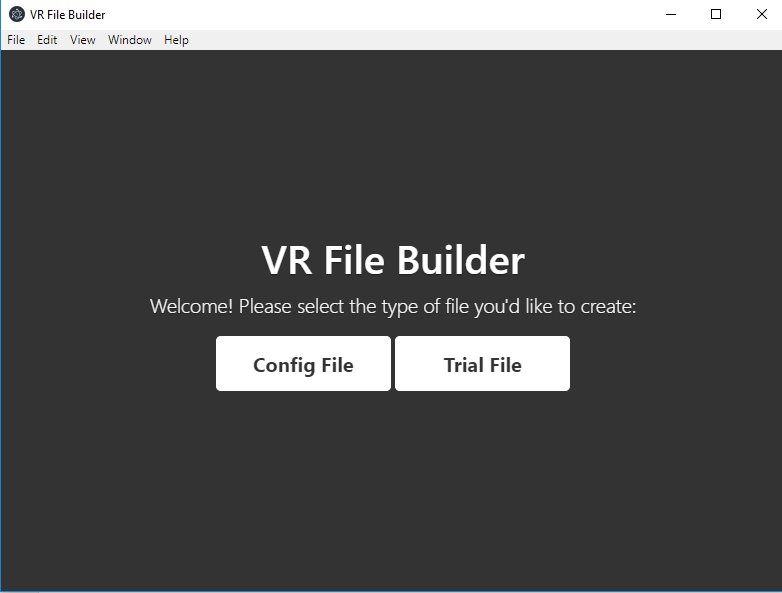 VR File Builder
File Edit View Window Help
VR File Builder
Welcome! Please select the type of file you'd like to create:
Config File Trial File